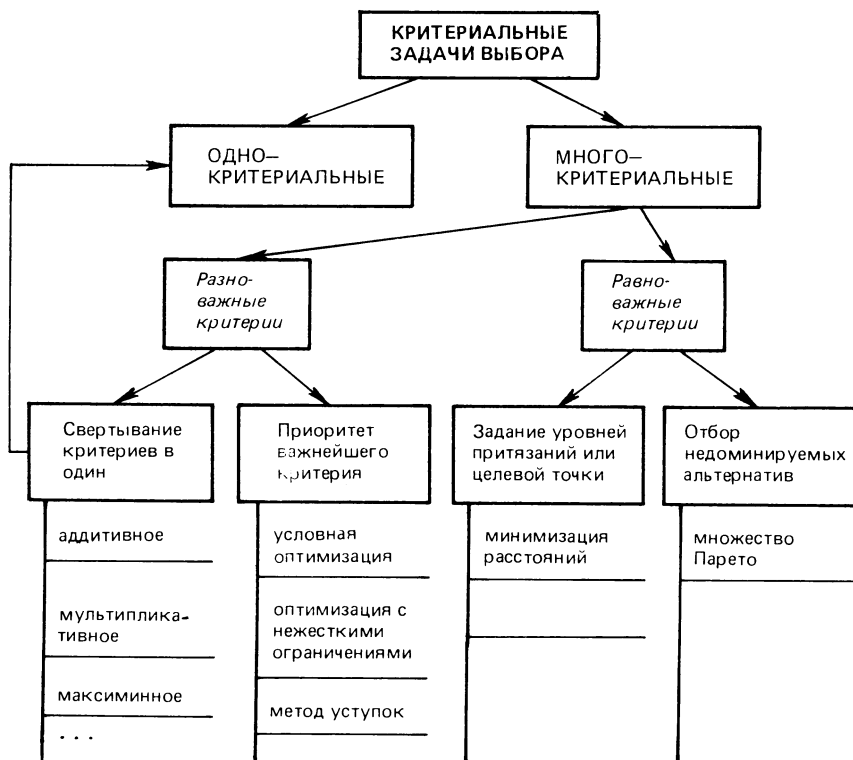 КРИТЕРИАЛЬНЫЕ
ЗАДАЧИ ВЫБОРА
ОДНО—
КРИТЕРИАЛЬНЫЕ
МНОГО—
КРИТЕРИАЛЬНЫЕ
Разно-
важные
критерии
Равно-
важные
критерии
Свертывание
критериев в
один
Приоритет
важнейшего
критерия
Задание уровней
притязаний или
целевой точки
Отбор
недоминируемых
альтернатив
аддитивное
мультиплика-
тивное
максиминное
. . .
условная
оптимизация
оптимизация с
нежесткими
ограничениями
метод уступок
минимизация
расстояний
множество
Парето